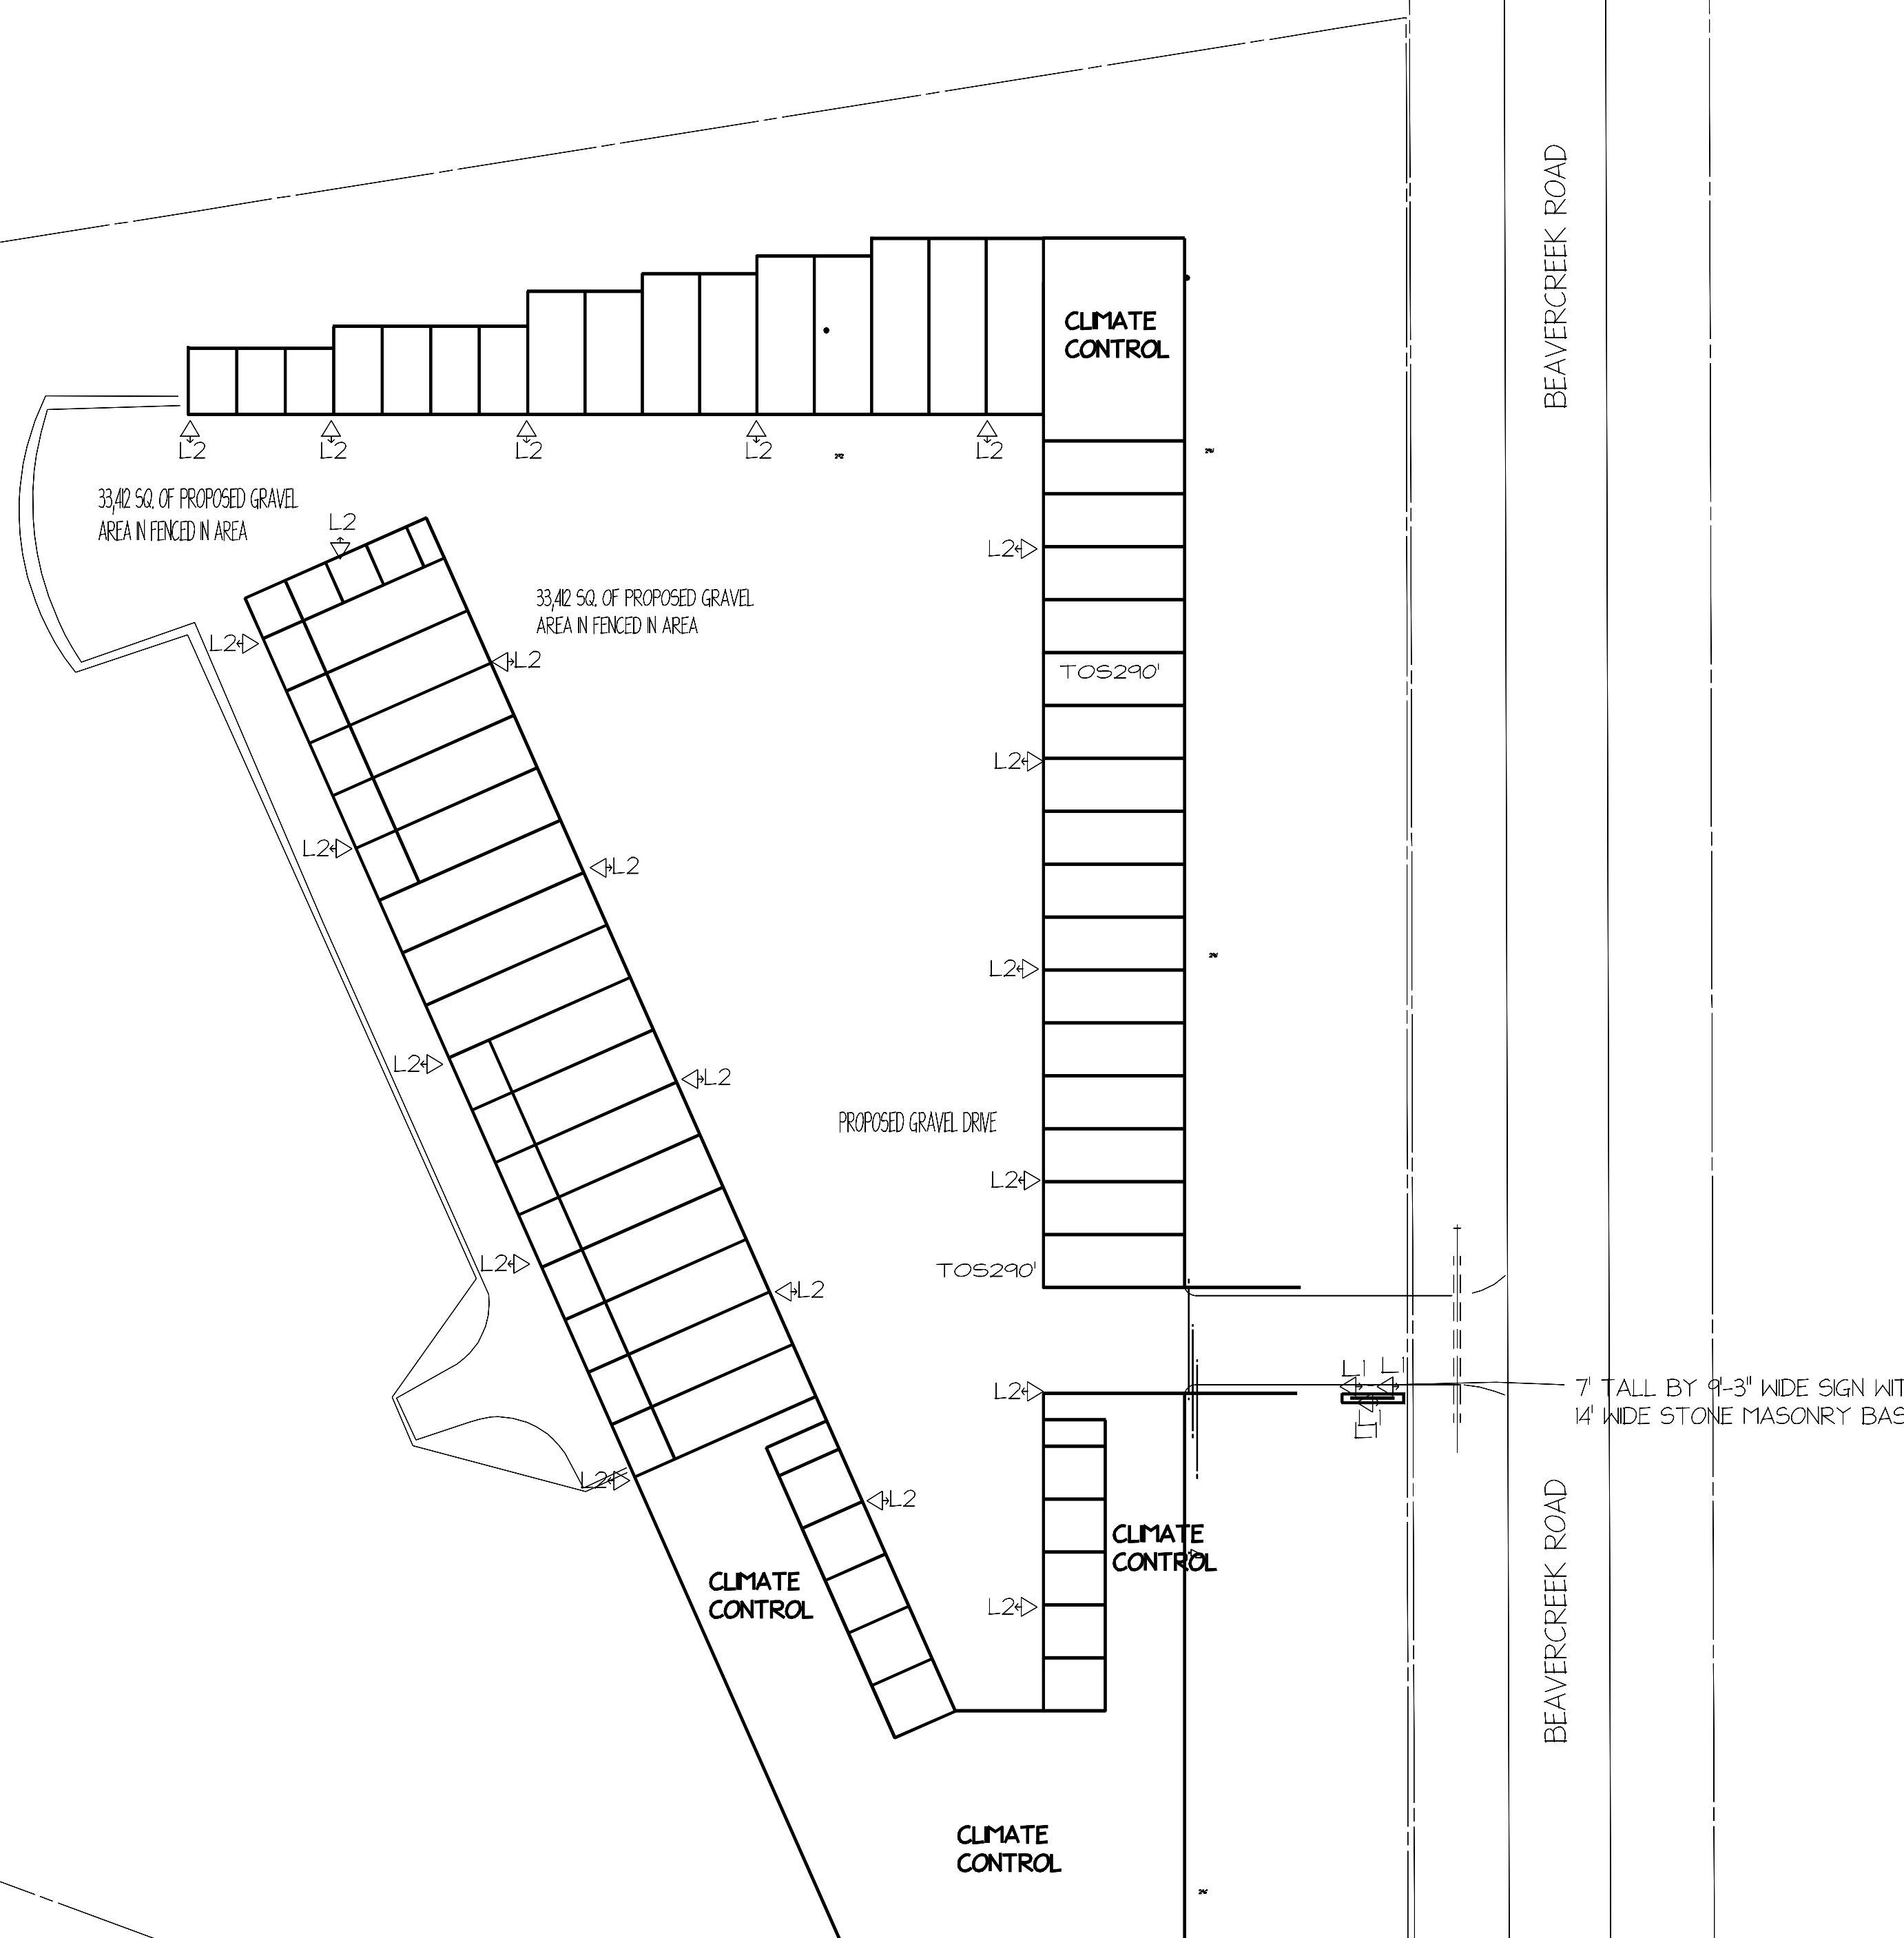 BEAVERCREEK ROAD
CLIMATE
CONTROL
L2
L2
L2
L2
L2
33,412 SQ. OF PROPOSED GRAVEL
AREA IN FENCED IN AREA
L2
L2
33,412 SQ. OF PROPOSED GRAVEL
AREA IN FENCED IN AREA
L2
L2
TOS290'
L2
L2
L2
L2
L2
L2
PROPOSED GRAVEL DRIVE
L2
L2
TOS290'
L2
L1
L1
L2
7' TALL BY 9'-3" WIDE SIGN
14' WIDE STONE MASONRY
L1
L2
L2
CLIMATE
CONTROL
CLIMATE
CONTROL
L2
BEAVERCREEK ROAD
CLIMATE
CONTROL